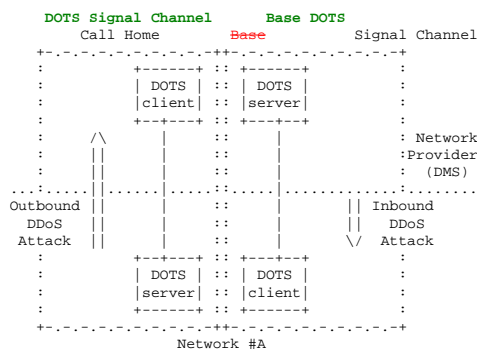 DOTS Signal Channel Base DOTS
Call Home Base Signal Channel
+-.-.-.-.-.-.-.-.-++-.-.-.-.-.-.-.-.-+
: +------+ :: +------+ :
: | DOTS | :: | DOTS | :
: |client| :: |server| :
: +---+--+ :: +---+--+ :
: /\ | :: | : Network
: || | :: | :Provider
: || | :: | : (DMS)
...:.....||......|.....::.....|.............:........
Outbound || | :: | || Inbound
DDoS || | :: | || DDoS
Attack || | :: | \/ Attack
: +--+---+ :: +--+---+ :
: | DOTS | :: | DOTS | :
: |server| :: |client| :
: +------+ :: +------+ :
+-.-.-.-.-.-.-.-.-++-.-.-.-.-.-.-.-.-+
Network #A